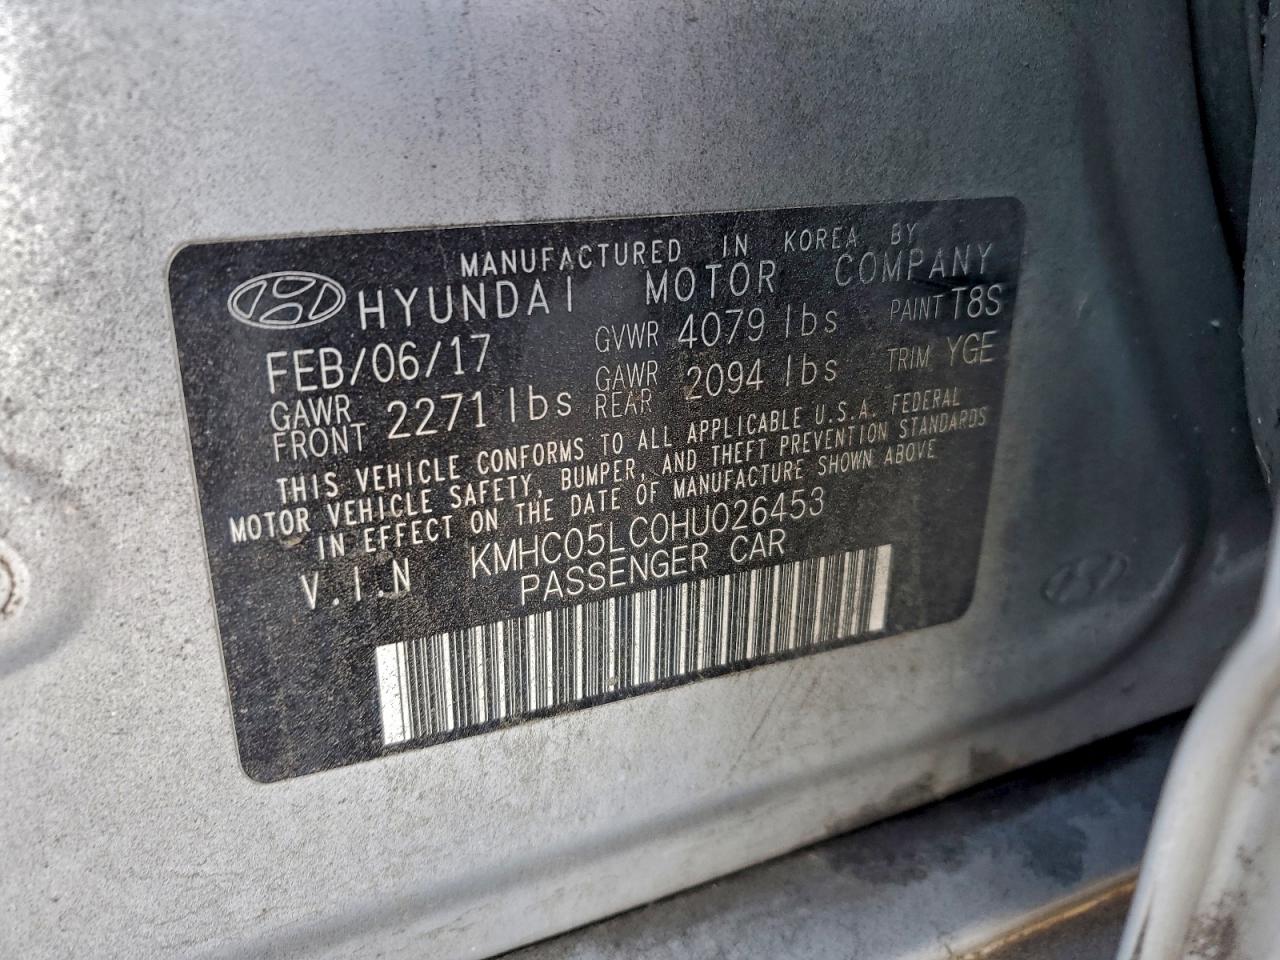 MANUFACTURED IN KOREA BY
HYUNDAI MOTOR COMPANY
FEB/06/17 GVWR 4079 lbs PAINT T8S
GAWR FRONT 2271 lbs GAWR REAR 2094 lbs TRIM YGE
THIS VEHICLE CONFORMS TO ALL APPLICABLE U.S.A. FEDERAL
MOTOR VEHICLE SAFETY, BUMPER, AND THEFT PREVENTION STANDARDS
IN EFFECT ON THE DATE OF MANUFACTURE SHOWN ABOVE
V.I.N KMHC05LC0HU026453
PASSENGER CAR